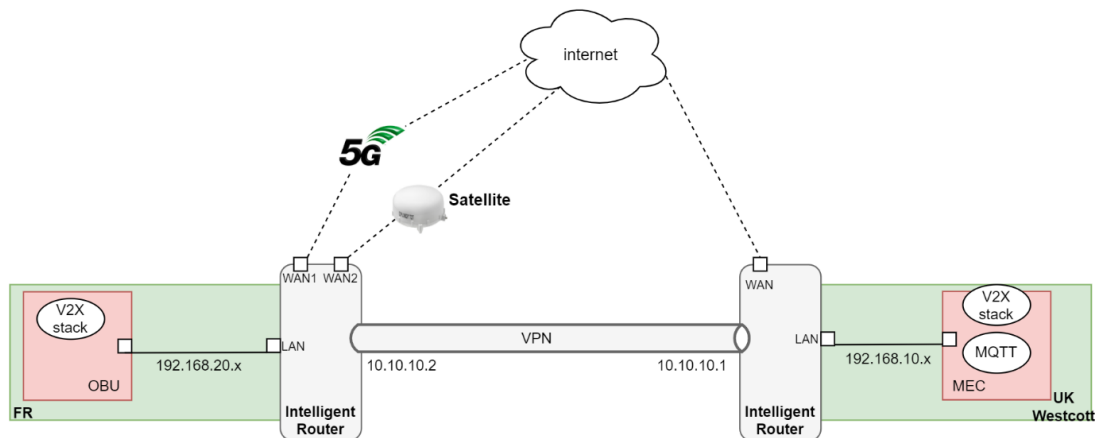 internet
5G
Satellite
WAN1
WAN2
WAN
V2X
stack
OBU
192.168.20.x
LAN
FR
Intelligent
Router
VPN
10.10.10.2
10.10.10.1
LAN
192.168.10.x
Intelligent
Router
V2X
stack
MQTT
MEC
UK
Westcott